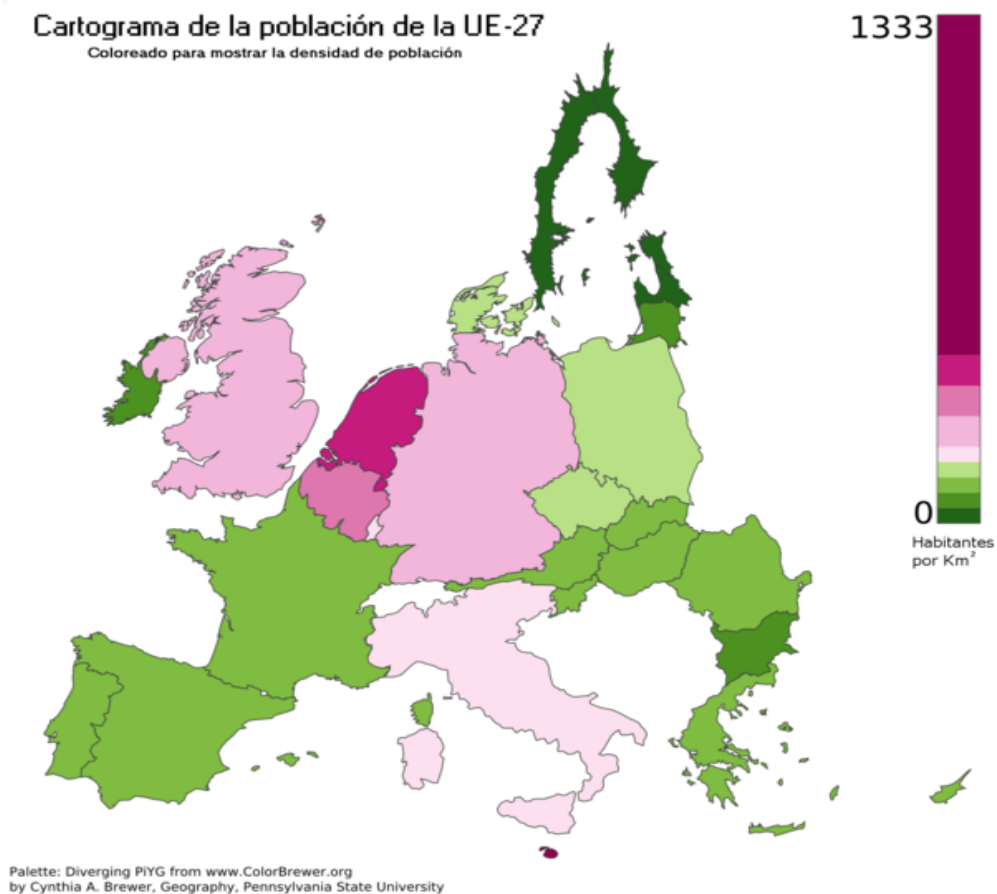 Cartograma de la población de la UE-27
Coloreado para mostrar la densidad de población
1333
0
Habitantes
por Km²
Palette: Diverging PiYG from www.ColorBrewer.org
by Cynthia A. Brewer, Geography, Pennsylvania State University